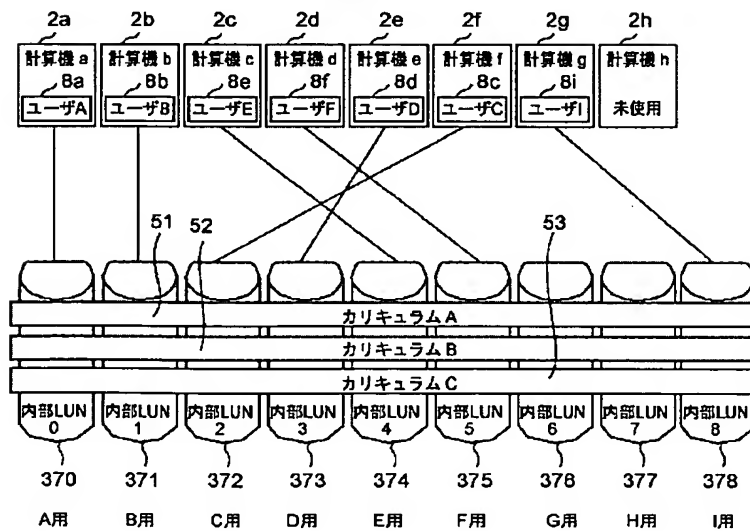 2a 2b 2c 2d 2e 2f 2g 2h
計算機a 計算機b 計算機c 計算機d 計算機e 計算機f 計算機g 計算機h
8a 8b 8e 8f 8d 8c 8i
ユーザA ユーザB ユーザE ユーザF ユーザD ユーザC ユーザI 未使用
51 52 53
カリキュラムA
カリキュラムB
カリキュラムC
内部LUN 内部LUN 内部LUN 内部LUN 内部LUN 内部LUN 内部LUN 内部LUN 内部LUN
0 1 2 3 4 5 6 7 8
370 371 372 373 374 375 376 377 378
A用 B用 C用 D用 E用 F用 G用 H用 I用